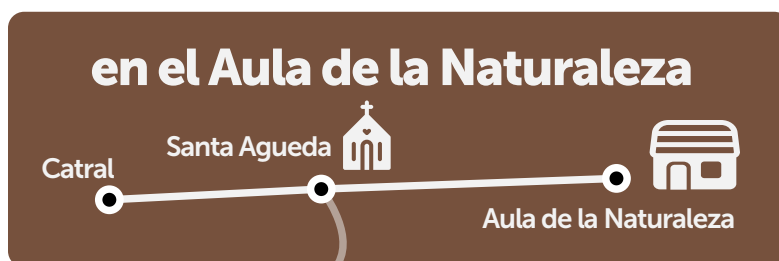 en el Aula de la Naturaleza
Santa Agueda
Catral
Aula de la Naturaleza